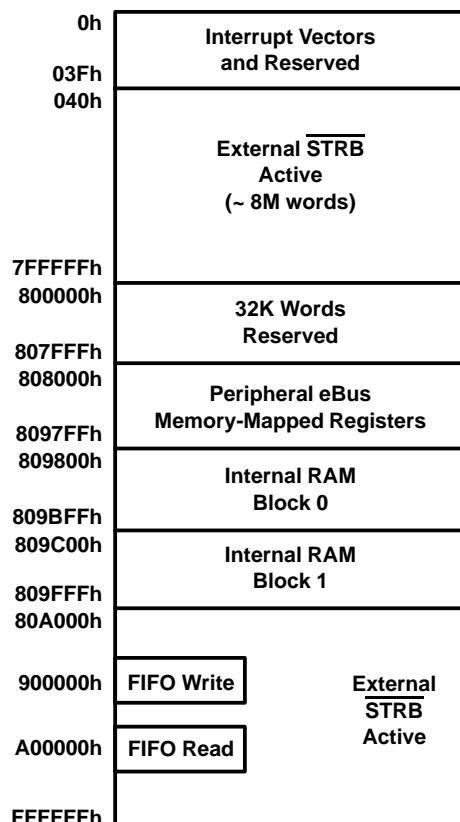 0h
Interrupt Vectors
and Reserved
03Fh
040h
External STRB
Active
(~ 8M words)
7FFFFFh
800000h
32K Words
Reserved
807FFFh
808000h
Peripheral eBus
Memory-Mapped Registers
8097FFh
809800h
Internal RAM
Block 0
809BFFh
809C00h
Internal RAM
Block 1
809FFFh
80A000h
900000h FIFO Write
External
STRB
Active
A00000h FIFO Read
FFFFFFh